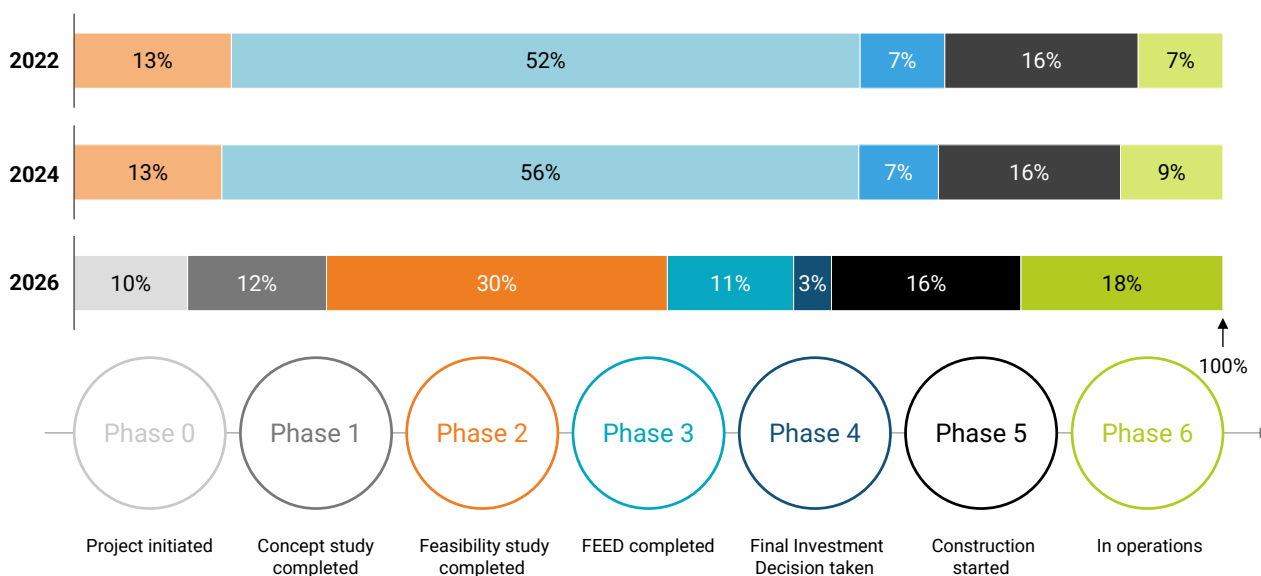 2022
13%
52%
7%
16%
7%
2024
13%
56%
7%
16%
9%
2026
10%
12%
30%
11%
3%
16%
18%
100%
Phase 0
Phase 1
Phase 2
Phase 3
Phase 4
Phase 5
Phase 6
Project initiated
Concept study
completed
Feasibility study
completed
FEED completed
Final Investment
Decision taken
Construction
started
In operations